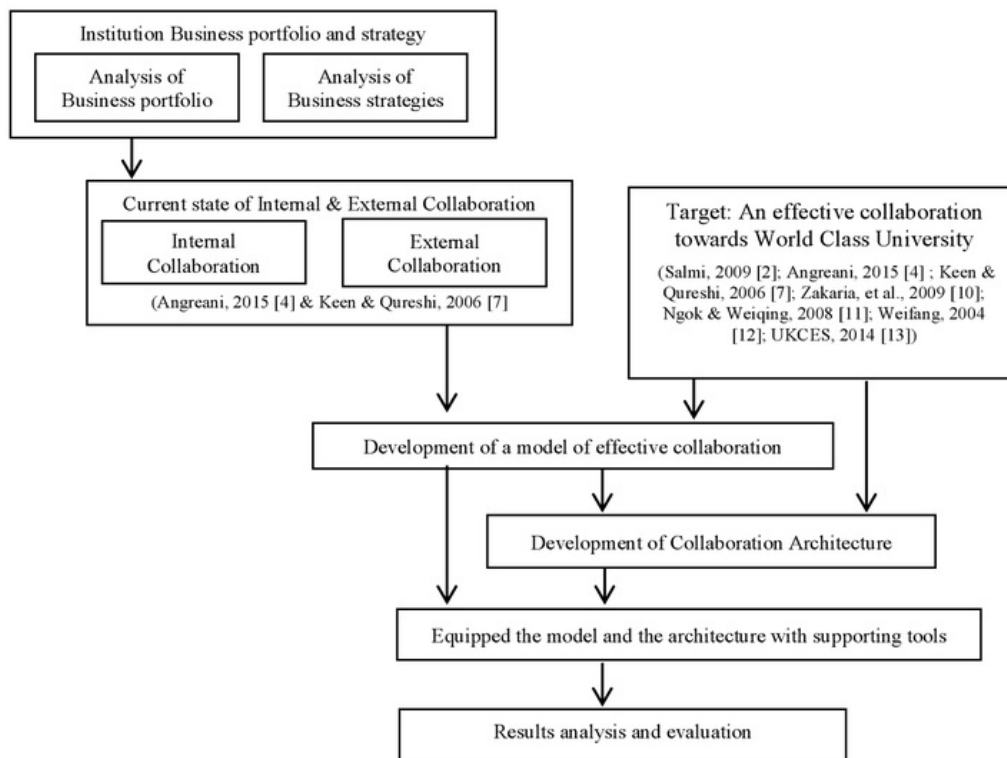 Institution Business portfolio and strategy
Analysis of
Business portfolio
Analysis of
Business strategies
Current state of Internal & External Collaboration
Internal
Collaboration
External
Collaboration
(Angreani, 2015 [4] & Keen & Qureshi, 2006 [7]
Target: An effective collaboration
towards World Class University
(Salmi, 2009 [2]; Angreani, 2015 [4] ; Keen &
Qureshi, 2006 [7]; Zakaria, et al., 2009 [10];
Ngok & Weiqing, 2008 [11]; Weifang, 2004
[12]; UKCES, 2014 [13])
Development of a model of effective collaboration
Development of Collaboration Architecture
Equipped the model and the architecture with supporting tools
Results analysis and evaluation